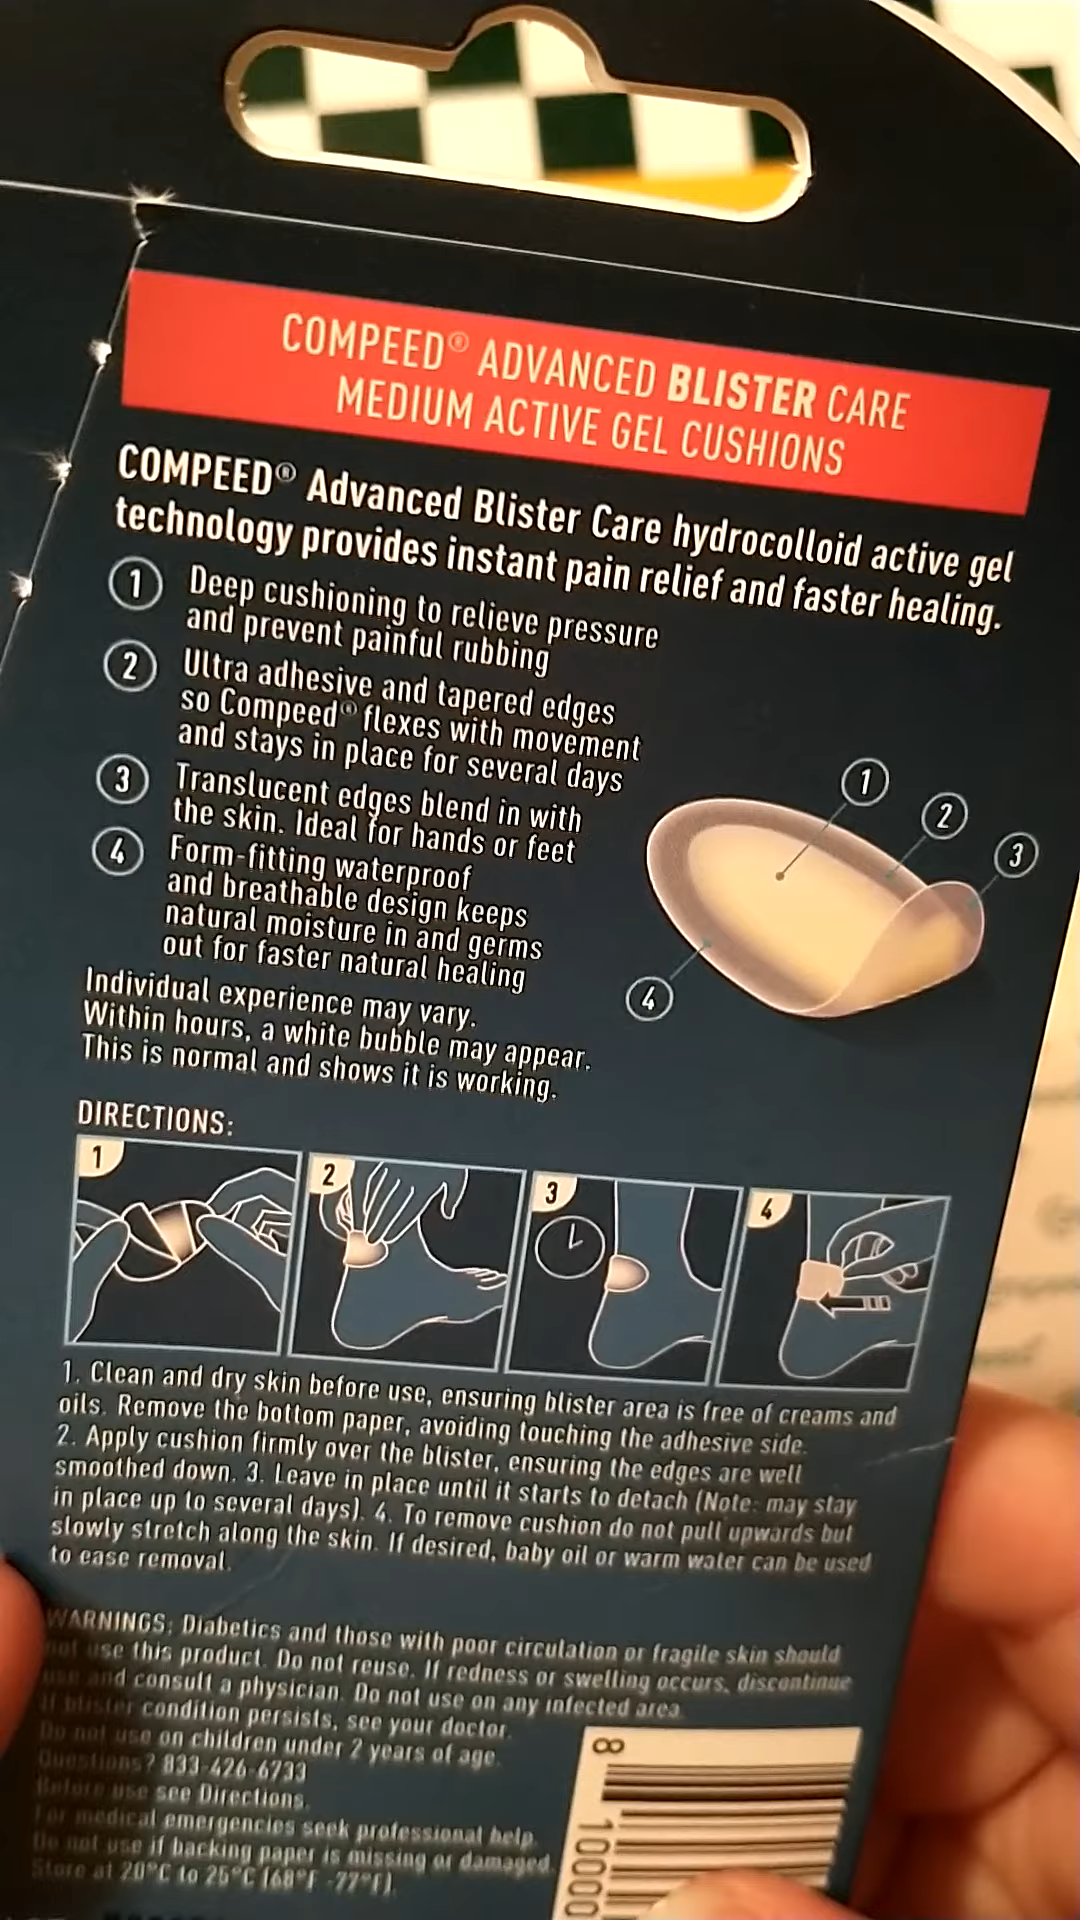 COMPEED® ADVANCED BLISTER CARE
MEDIUM ACTIVE GEL CUSHIONS
COMPEED® Advanced Blister Care hydrocolloid active gel
technology provides instant pain relief and faster healing.
1 Deep cushioning to relieve pressure
and prevent painful rubbing
2 Ultra adhesive and tapered edges
so Compeed® flexes with movement
and stays in place for several days
3 Translucent edges blend in with
the skin. Ideal for hands or feet
4 Form-fitting waterproof
and breathable design keeps
natural moisture in and germs
out for faster natural healing
1
2
3
4
Individual experience may vary.
Within hours, a white bubble may appear.
This is normal and shows it is working.
DIRECTIONS:
1
2
3
4
1. Clean and dry skin before use, ensuring blister area is free of creams and
oils. Remove the bottom paper, avoiding touching the adhesive side.
2. Apply cushion firmly over the blister, ensuring the edges are well
smoothed down. 3. Leave in place until it starts to detach (Note: may stay
in place up to several days). 4. To remove cushion do not pull upwards but
slowly stretch along the skin. If desired, baby oil or warm water can be used
to ease removal.
WARNINGS: Diabetics and those with poor circulation or fragile skin should
not use this product. Do not reuse. If redness or swelling occurs, discontinue
use and consult a physician. Do not use on any infected area.
If blister condition persists, see your doctor.
Do not use on children under 2 years of age.
Questions? 833-426-6733
Before use see Directions.
For medical emergencies seek professional help.
Do not use if backing paper is missing or damaged.
Store at 20°C to 25°C (68°F -77°F).
8 10000